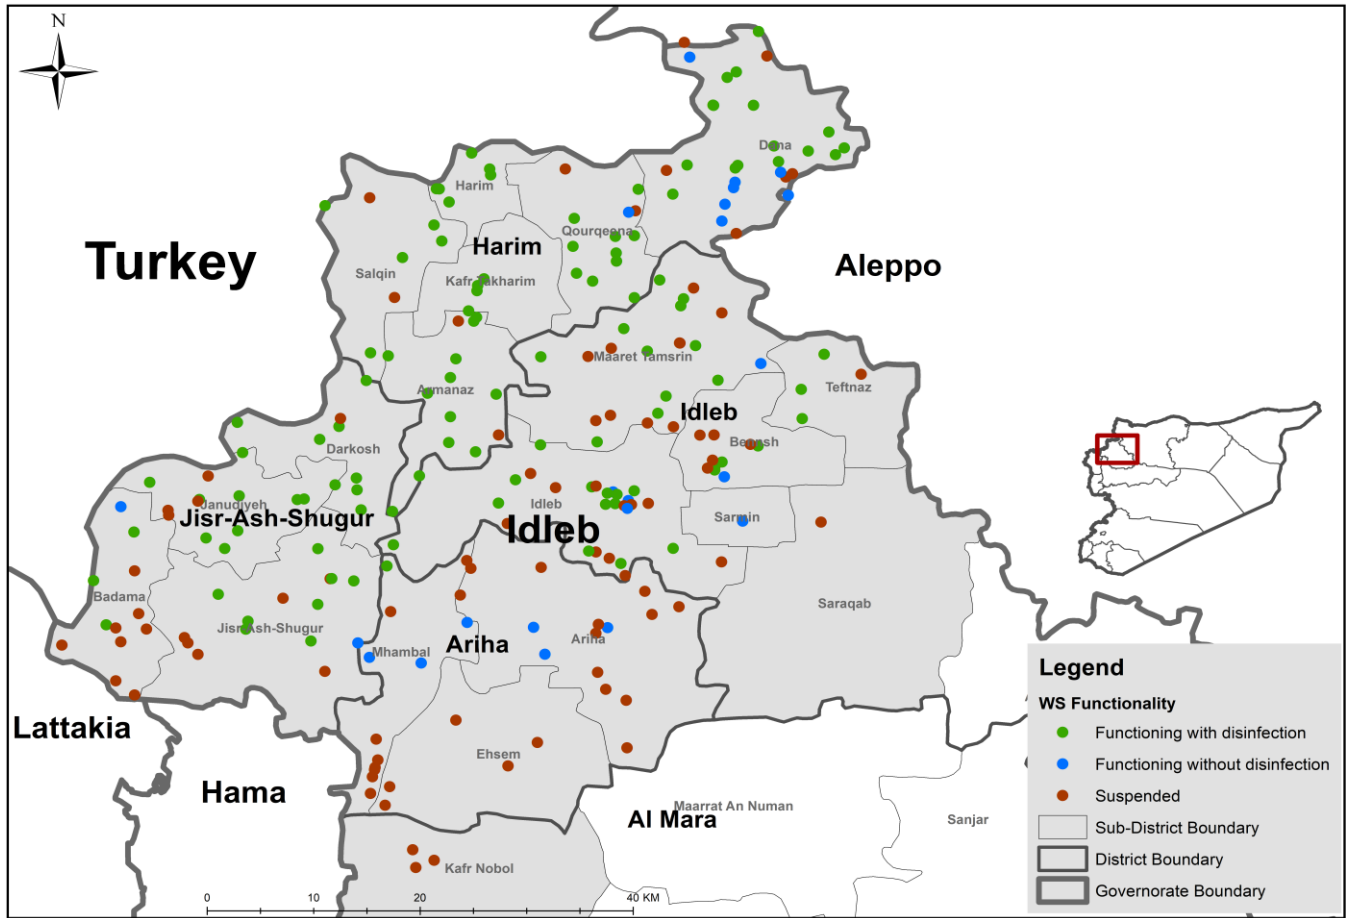 N
Dana
Harim
Turkey
Qourqeena
Harim
Aleppo
Salqin
Kafr Takharim
Maaret Tamsrin
Teftnaz
Armanaz
Idleb
Bennsh
Darkosh
Janudiyeh
Idleb
Jisr-Ash-Shugur
Sarmin
Idleb
Badama
Saraqab
Jisr-Ash-Shugur
Ariha
Ariha
Mhambal
Legend
WS Functionality
Lattakia
Functioning with disinfection
Ehsem
Functioning without disinfection
Hama
Suspended
Maarrat An Numan
Al Mara
Sanjar
Sub-District Boundary
District Boundary
Kafr Nobol
Governorate Boundary
0 10 20 40 KM